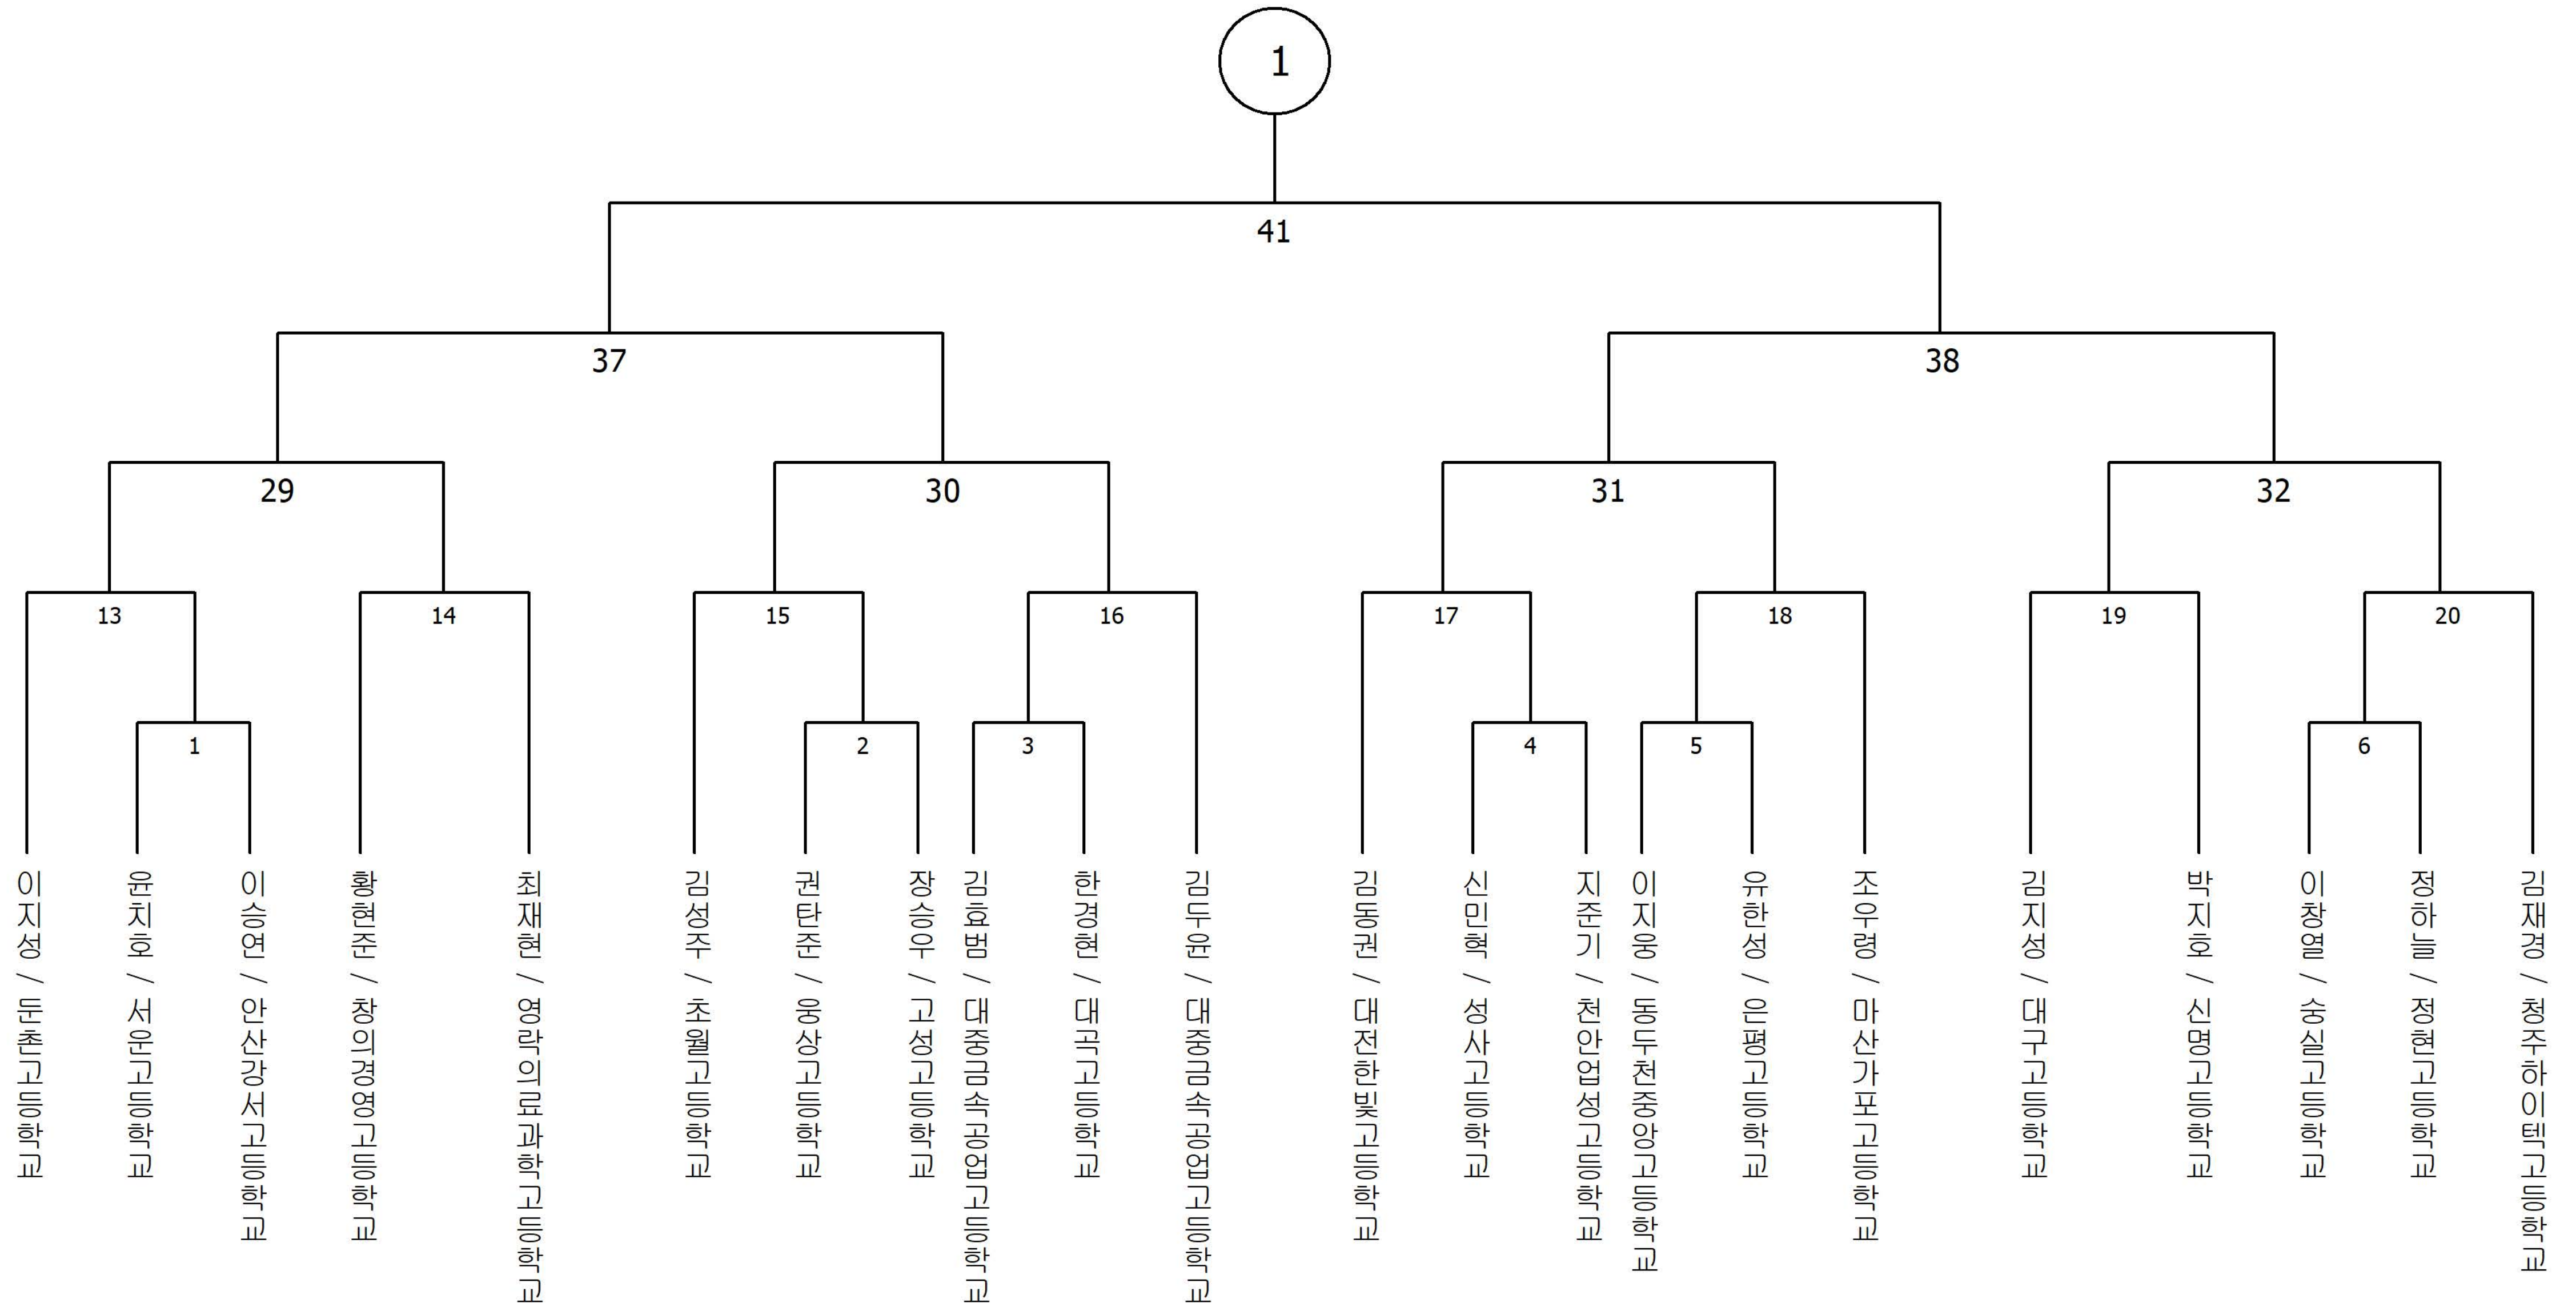 1
41
37
38
29
30
31
32
13
14
15
16
17
18
19
20
1
2
3
4
5
6
이지성 / 둔촌고등학교
윤치호 / 서운고등학교
이승연 / 안산강서고등학교
황현준 / 창의경영고등학교
최재현 / 영락의료과학고등학교
김성주 / 초월고등학교
권탄준 / 웅상고등학교
장승우 / 고성고등학교
김효범 / 대중금속공업고등학교
한경현 / 대곡고등학교
김두윤 / 대중금속공업고등학교
김동권 / 대전한빛고등학교
신민혁 / 성사고등학교
지준기 / 천안업성고등학교
이지웅 / 동두천중앙고등학교
유한성 / 은평고등학교
조우령 / 마산가포고등학교
김지성 / 대구고등학교
박지호 / 신명고등학교
이창열 / 숭실고등학교
정하늘 / 정현고등학교
김재경 / 청주하이텍고등학교